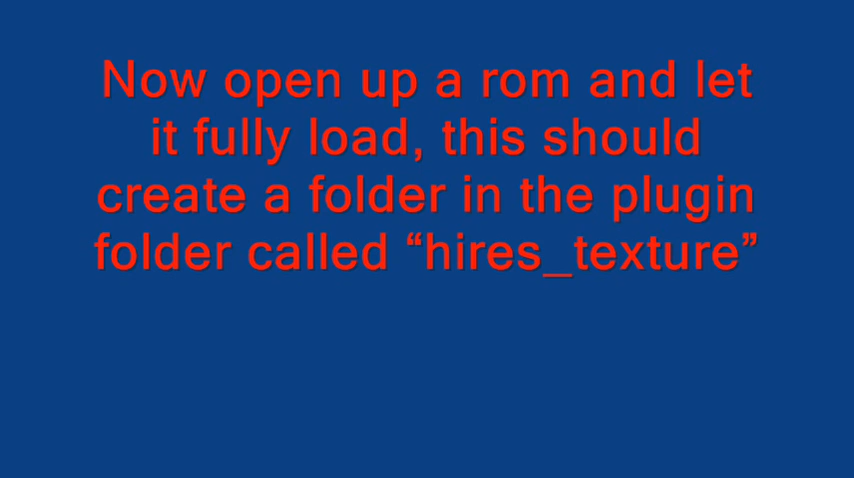 Now open up a rom and let
it fully load, this should
create a folder in the plugin
folder called “hires_texture”